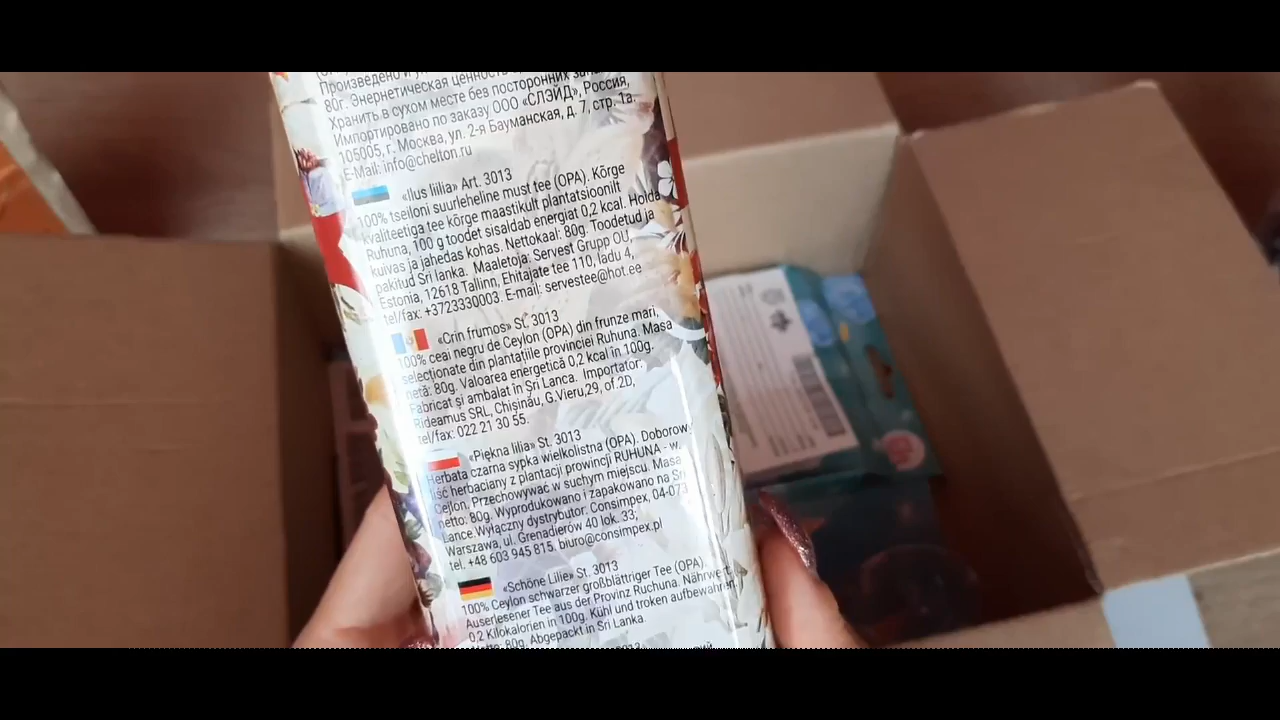 Произведено и
80г. Энергетическая ценность
Хранить в сухом месте без посторонних
Импортировано по заказу ООО «СЛЭЙД», Россия,
105005, г. Москва, ул. 2-я Бауманская, д. 7, стр. 1а.
E-Mail: info@chelton.ru
«Ilus liilia» Art. 3013
100% tseiloni suurleheline must tee (OPA). Kõrge
kvaliteetiga tee kõrge maastikult plantatsioonilt
Ruhuna, 100 g toodet sisaldab energiat 0,2 kcal. Holda
kuivas ja jahedas kohas. Nettokaal: 80g. Toodetud ja
pakitud Sri lanka. Maaletoja: Servest Grupp OU,
Estonia, 12618 Tallinn, Ehitajate tee 110, ladu 4,
tel/fax: +3723330003. E-mail: servestee@hot.ee
«Crin frumos» St. 3013
100% ceai negru de Ceylon (OPA) din frunze mari,
selecționate din plantațiile provinciei Ruhuna. Masa
netă: 80g. Valoarea energetică 0,2 kcal în 100g.
Fabricat și ambalat în Șri Lanca. Importator:
Rideamus SRL, Chișinău, G.Vieru,29, of.2D,
tel/fax: 022 21 30 55.
«Piękna lilia» St. 3013
Herbata czarna sypka wielkolistna (OPA). Doborowy
liść herbaciany z plantacji prowincji RUHUNA - w.
Cejlon. Przechowywać w suchym miejscu. Masa
netto: 80g. Wyprodukowano i zapakowano na Sri
Lance.Wyłączny dystrybutor: Consimpex, 04-073
Warszawa, ul. Grenadierów 40 lok. 33;
tel. +48 603 945 815. biuro@consimpex.pl
«Schöne Lilie» St. 3013
100% Ceylon schwarzer großblättriger Tee (OPA).
Auserlesener Tee aus der Provinz Ruchuna. Nährwert
0,2 Kilokalorien in 100g. Kühl und troken aufbewahren.
Netto: 80g. Abgepackt in Sri Lanka.